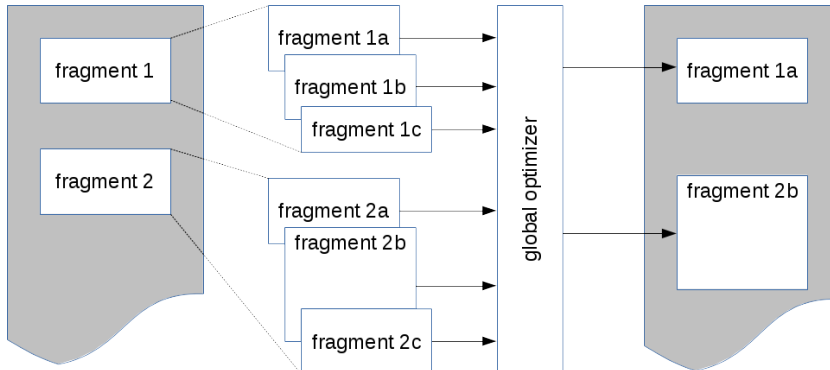 fragment 1
fragment 2
fragment 1a
fragment 1b
fragment 1c
fragment 2a
fragment 2b
fragment 2c
global optimizer
fragment 1a
fragment 2b